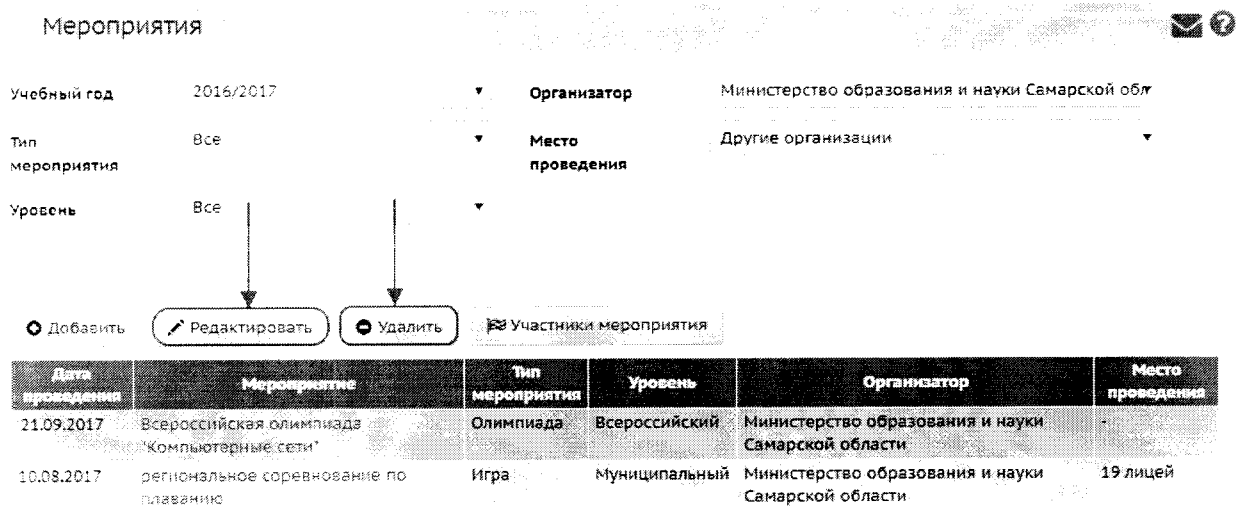 Мероприятия
Учебный год 2016/2017 Организатор Министерство образования и науки Самарской обл
Тип мероприятия Все Место проведения Другие организации
Уровень Все
Добавить Редактировать Удалить Участники мероприятия
Дата проведения Мероприятие Тип мероприятия Уровень Организатор Место проведения
21.09.2017 Всероссийская олимпиада Олимпиада Всероссийский Министерство образования и науки -
"Компьютерные сети" Самарской области
10.08.2017 региональное соревнование по Игра Муниципальный Министерство образования и науки 19 лицей
плаванию Самарской области